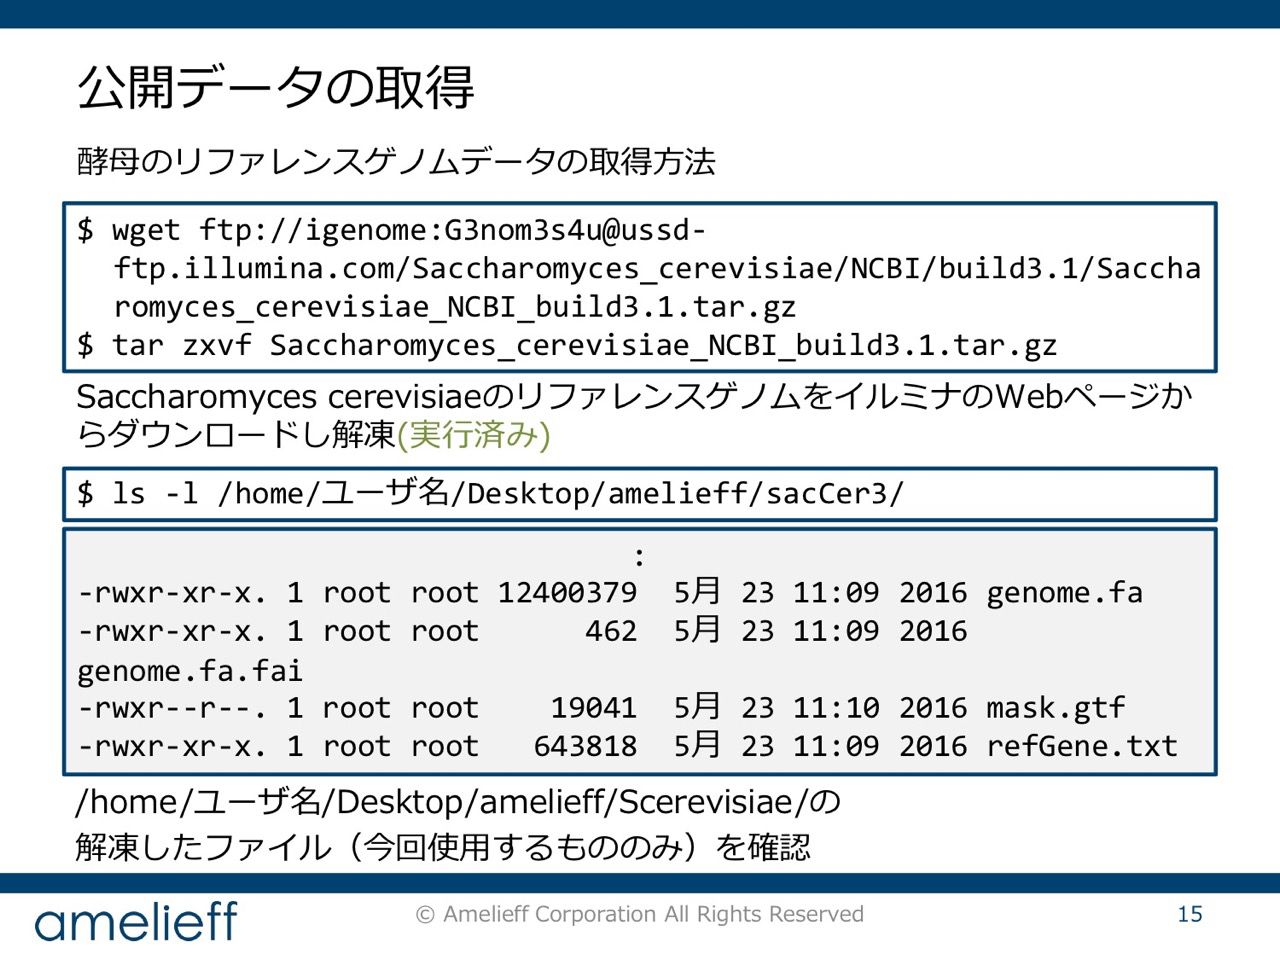 公開データの取得
酵母のリファレンスゲノムデータの取得方法
$ wget ftp://igenome:G3nom3s4u@ussd-
ftp.illumina.com/Saccharomyces_cerevisiae/NCBI/build3.1/Saccha
romyces_cerevisiae_NCBI_build3.1.tar.gz
$ tar zxvf Saccharomyces_cerevisiae_NCBI_build3.1.tar.gz
Saccharomyces cerevisiaeのリファレンスゲノムをイルミナのWebページか
らダウンロードし解凍(実行済み)
$ ls -l /home/ユーザ名/Desktop/amelieff/sacCer3/
:
-rwxr-xr-x. 1 root root 12400379 5月 23 11:09 2016 genome.fa
-rwxr-xr-x. 1 root root 462 5月 23 11:09 2016
genome.fa.fai
-rwxr--r--. 1 root root 19041 5月 23 11:10 2016 mask.gtf
-rwxr-xr-x. 1 root root 643818 5月 23 11:09 2016 refGene.txt
/home/ユーザ名/Desktop/amelieff/Scerevisiae/の
解凍したファイル（今回使用するもののみ）を確認
amelieff
© Amelieff Corporation All Rights Reserved
15